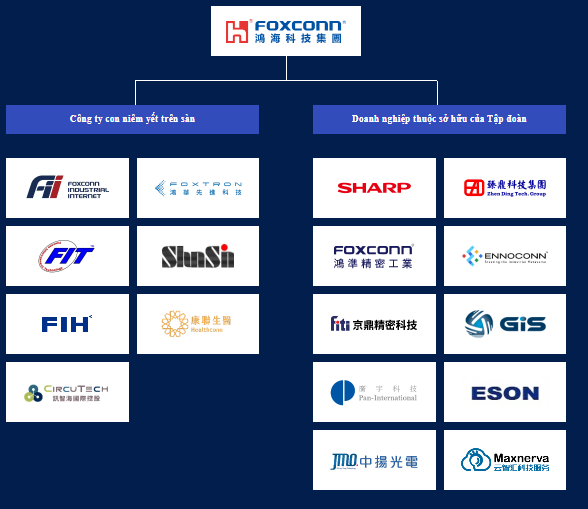 FOXCONN®
鴻海科技集團
Công ty con niêm yết trên sàn
Doanh nghiệp thuộc sở hữu của Tập đoàn
Fii FOXCONN
INDUSTRIAL
INTERNET
FOXTRON
鴻華先進科技
SHARP
臻鼎科技集團
Zhen Ding Tech. Group
FIT
ShunSin
FOXCONN®
鴻準精密工業
ENNOCONN
FIH
康聯生醫
Healthconn
fiti 京鼎精密科技
GiS
CIRCUTECH
訊智海國際控股
廣宇科技
Pan-International
ESON
JMO 中揚光電
Maxnerva
云智汇科技服务